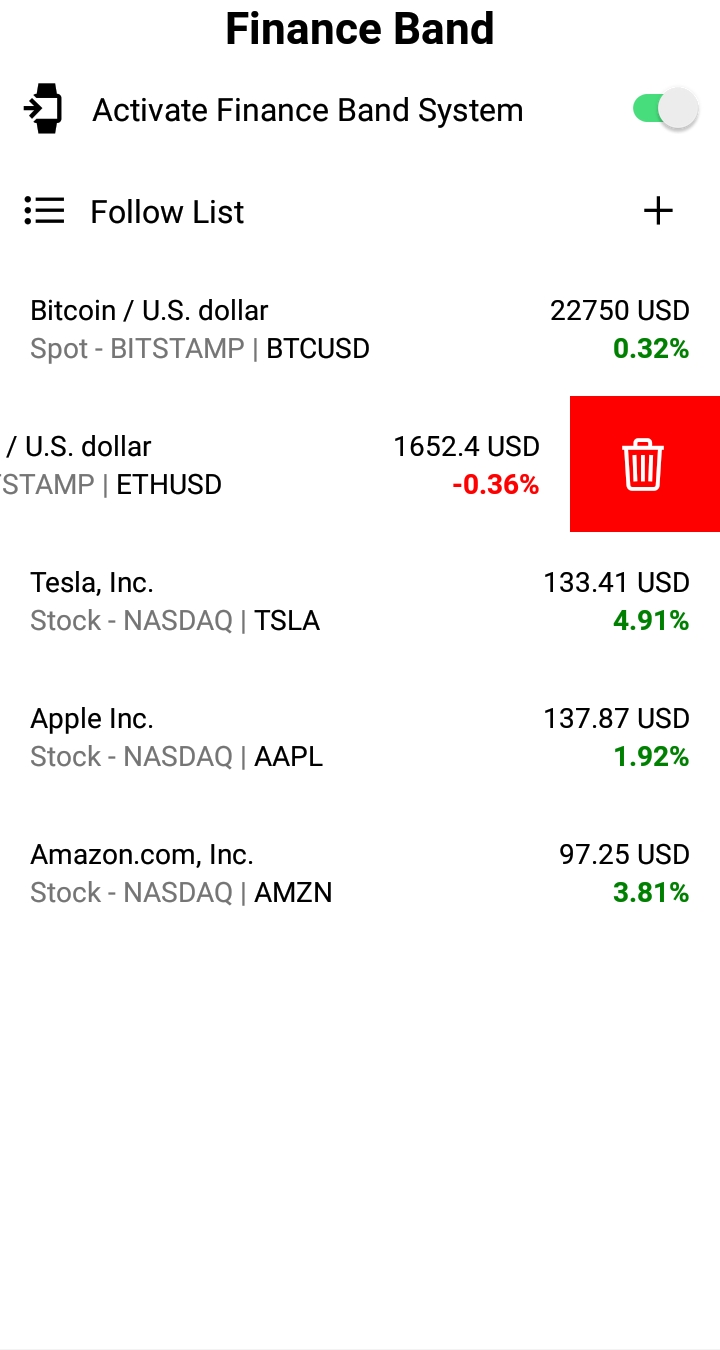 Finance Band
Activate Finance Band System
Follow List
Bitcoin / U.S. dollar 22750 USD
Spot - BITSTAMP | BTCUSD 0.32%
/ U.S. dollar 1652.4 USD
STAMP | ETHUSD -0.36%
Tesla, Inc. 133.41 USD
Stock - NASDAQ | TSLA 4.91%
Apple Inc. 137.87 USD
Stock - NASDAQ | AAPL 1.92%
Amazon.com, Inc. 97.25 USD
Stock - NASDAQ | AMZN 3.81%